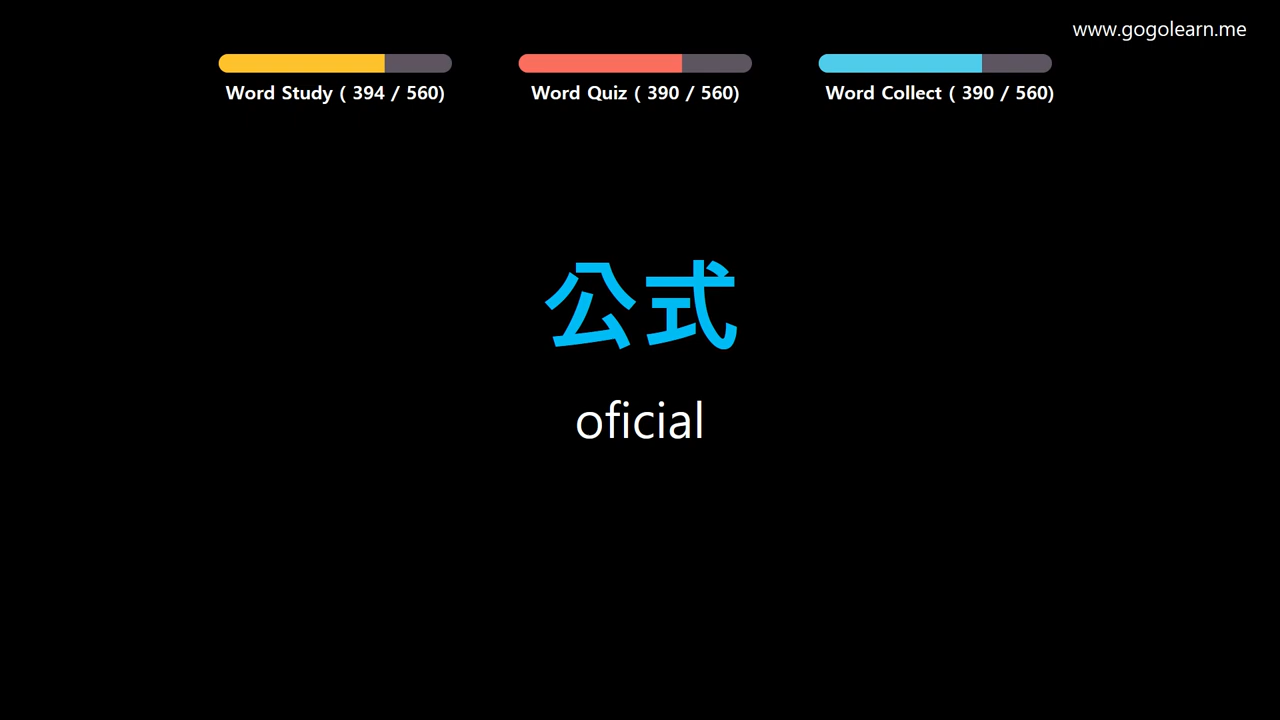 www.gogolearn.me
Word Study ( 394 / 560)
Word Quiz ( 390 / 560)
Word Collect ( 390 / 560)
公式
oficial